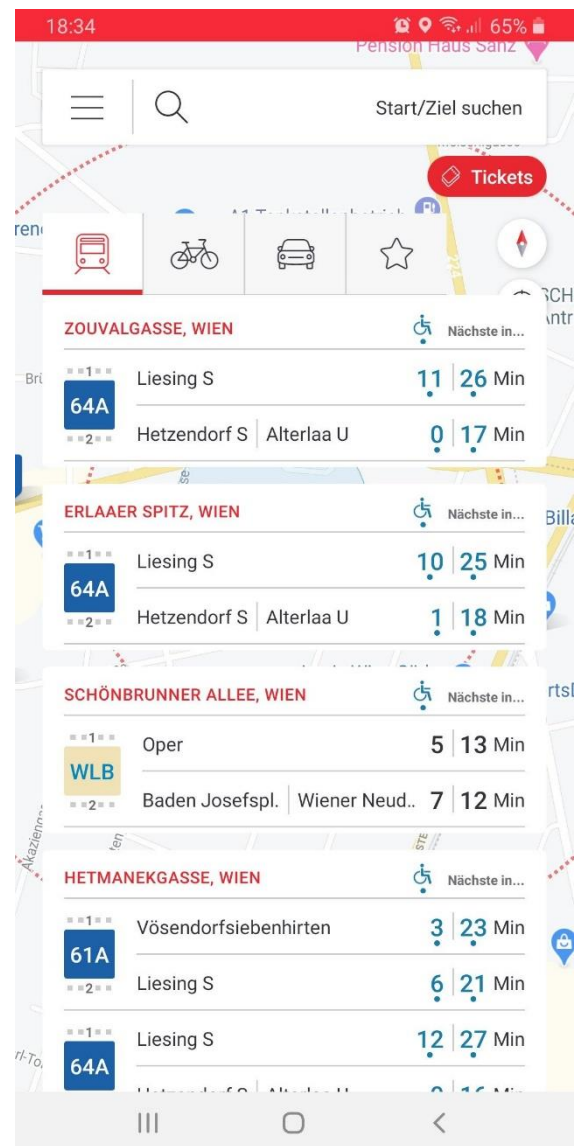 18:34 65%
Pension Haus Sanz
Start/Ziel suchen
Tickets
A1 Tankstellenbetrieb
224
ZOUVALGASSE, WIEN Nächste in...
1
64A
2
Liesing S 11 26 Min
Hetzendorf S Alterlaa U 0 17 Min
ERLAAER SPITZ, WIEN Nächste in...
Billa
1
64A
2
Liesing S 10 25 Min
Hetzendorf S Alterlaa U 1 18 Min
SCHÖNBRUNNER ALLEE, WIEN Nächste in...
1
WLB
2
Oper 5 13 Min
Baden Josefspl. Wiener Neud.. 7 12 Min
HETMANEKGASSE, WIEN Nächste in...
1
61A
2
Vösendorfsiebenhirten 3 23 Min
Liesing S 6 21 Min
1
64A
Liesing S 12 27 Min